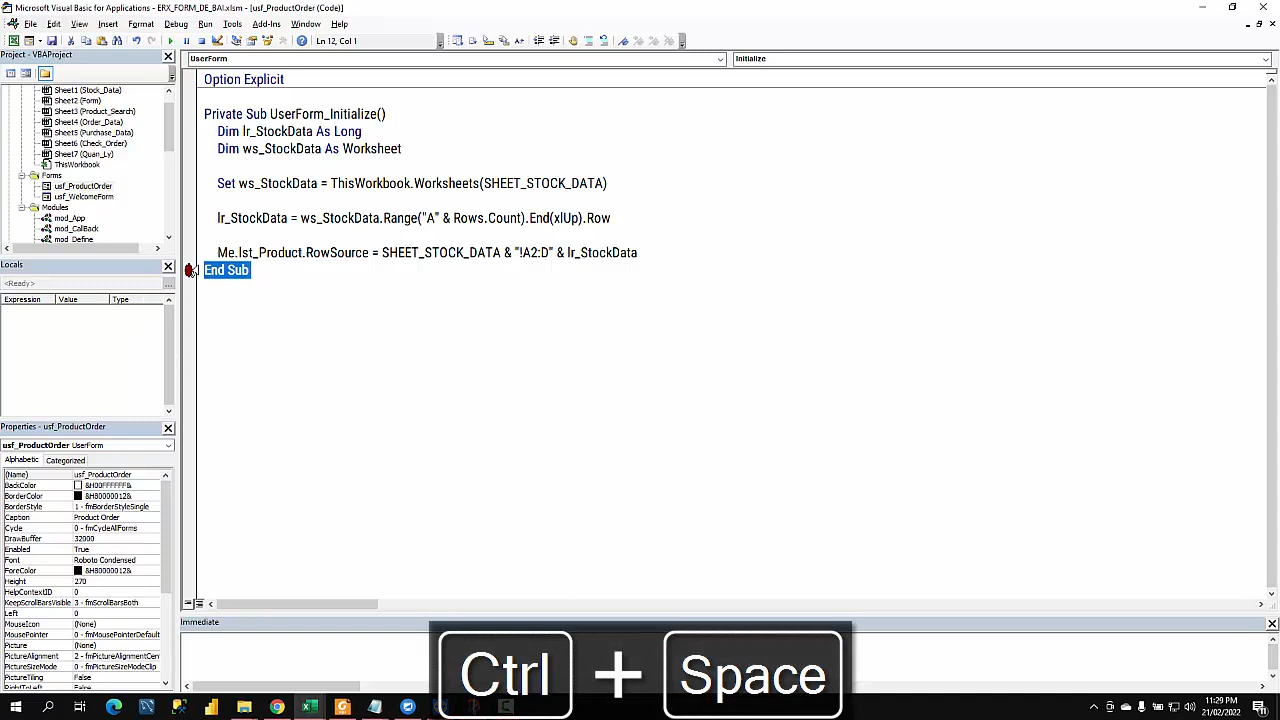 Microsoft Visual Basic for Applications - ERX_FORM_DE_BAI.xlsm - [usf_ProductOrder (Code)]
File Edit View Insert Format Debug Run Tools Add-Ins Window Help
Ln 12, Col 1
Project - VBAProject
Sheet1 (Stock_Data)
Sheet2 (Form)
Sheet3 (Product_Search)
Sheet4 (Order_Data)
Sheet5 (Purchase_Data)
Sheet6 (Check_Order)
Sheet7 (Quan_Ly)
ThisWorkbook
Forms
usf_ProductOrder
usf_WelcomeForm
Modules
mod_App
mod_CallBack
mod_Define
Locals
<Ready>
Expression Value Type
Properties - usf_ProductOrder
usf_ProductOrder UserForm
Alphabetic Categorized
(Name) usf_ProductOrder
BackColor &H00FFFFFF&
BorderColor &H80000012&
BorderStyle 1 - fmBorderStyleSingle
Caption Product Order
Cycle 0 - fmCycleAllForms
DrawBuffer 32000
Enabled True
Font Roboto Condensed
ForeColor &H80000012&
Height 270
HelpContextID 0
KeepScrollBarsVisible 3 - fmScrollBarsBoth
Left 0
MouseIcon (None)
MousePointer 0 - fmMousePointerDefault
Picture (None)
PictureAlignment 2 - fmPictureAlignmentCen
PictureSizeMode 0 - fmPictureSizeModeClip
PictureTiling False
UserForm
Initialize
Option Explicit
Private Sub UserForm_Initialize()
Dim lr_StockData As Long
Dim ws_StockData As Worksheet
Set ws_StockData = ThisWorkbook.Worksheets(SHEET_STOCK_DATA)
lr_StockData = ws_StockData.Range("A" & Rows.Count).End(xlUp).Row
Me.lst_Product.RowSource = SHEET_STOCK_DATA & "!A2:D" & lr_StockData
End Sub
Immediate
Ctrl + Space
11:29 PM
21/02/2022